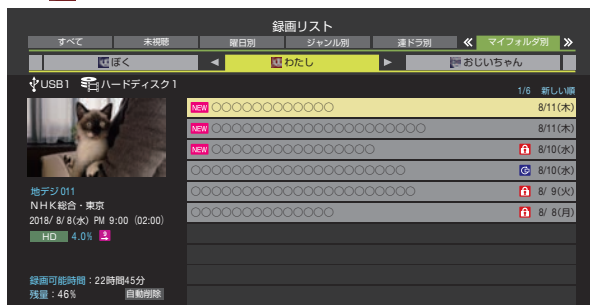 録画リスト
すべて 未視聴 曜日別 ジャンル別 連ドラ別 マイフォルダ別
ぼく わたし おじいちゃん
USB1 ハードディスク1
1/6 新しい順
NEW ○○○○○○○○○○○○ 8/11(木)
NEW ○○○○○○○○○○○○○○○○○○○○○ 8/11(木)
NEW ○○○○○○○○○○○○○○○○ 8/10(水)
○○○○○○○○○○○○○○○○○○○○○ 8/10(水)
○○○○○○○○○○○○○○○○○○○○○○ 8/ 9(火)
○○○○○○○○○○○○○○ 8/ 8(月)
地デジ011
NHK総合・東京
2018/ 8/ 8(水) PM 9:00 (02:00)
HD 4.0%
録画可能時間：22時間45分
残量：46% 自動削除